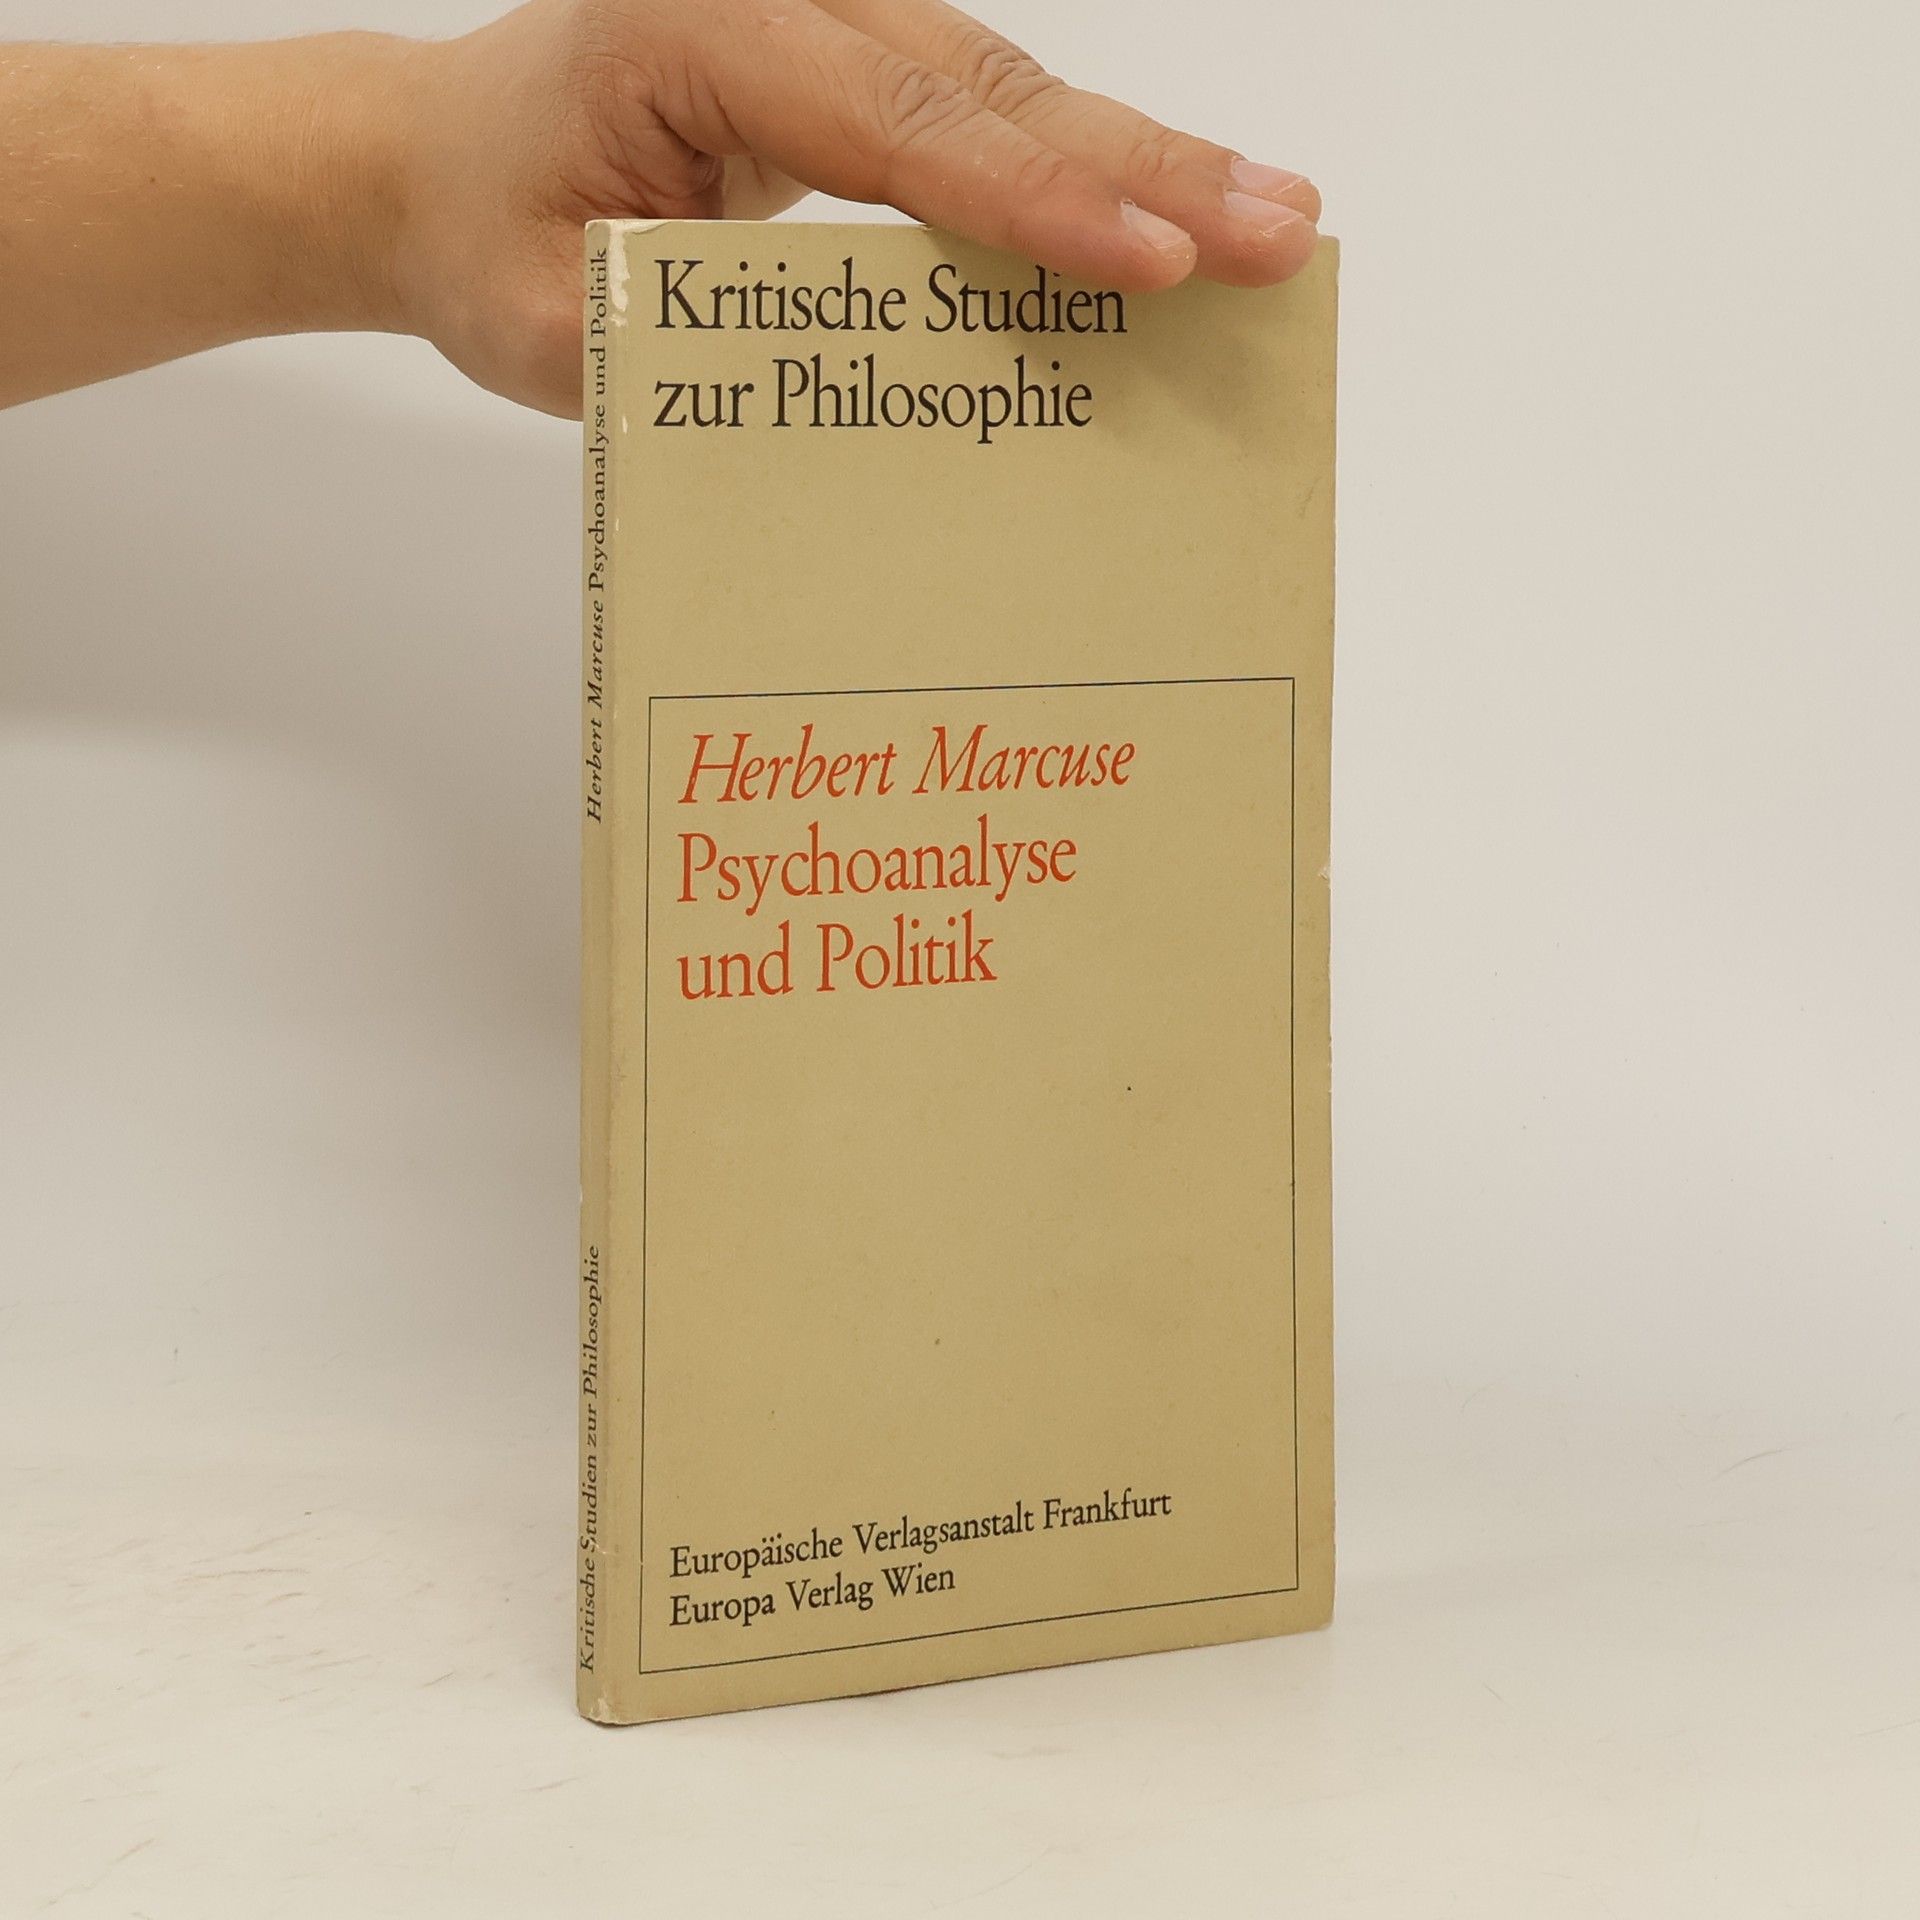 Kritische Studien
zur Philosophie
Herbert Marcuse
Psychoanalyse
und Politik
Europäische Verlagsanstalt Frankfurt
Europa Verlag Wien
Herbert Marcuse Psychoanalyse und Politik
Kritische Studien zur Philosophie